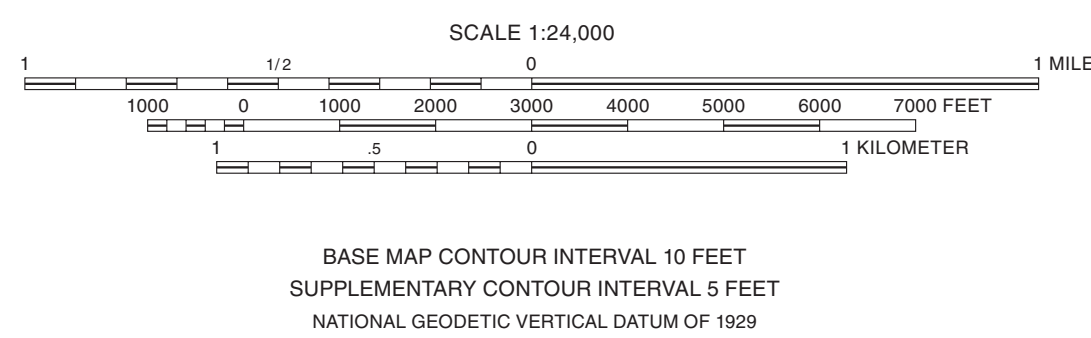 SCALE 1:24,000
1 1/2 0 1 MILE
1000 0 1000 2000 3000 4000 5000 6000 7000 FEET
1 .5 0 1 KILOMETER
BASE MAP CONTOUR INTERVAL 10 FEET
SUPPLEMENTARY CONTOUR INTERVAL 5 FEET
NATIONAL GEODETIC VERTICAL DATUM OF 1929